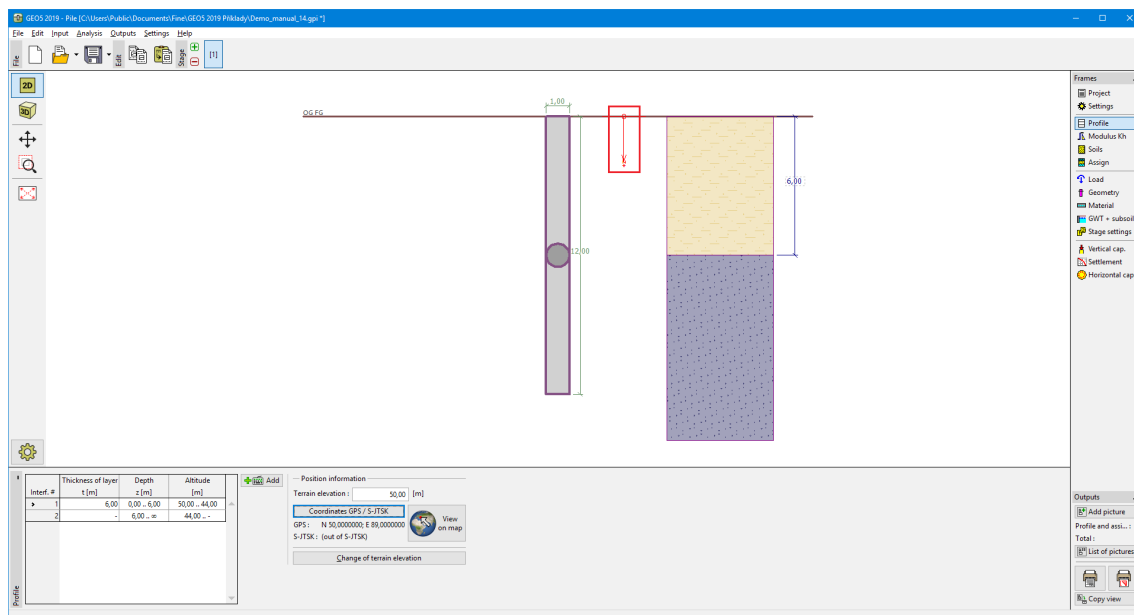 GEO5 2019 - Pile [C:\Users\Public\Documents\Fine\GEO5 2019 Příklady\Demo_manual_14.gpi *]
File Edit Input Analysis Outputs Settings Help
File
Edit
Stage
[1]
2D
3D
OG FG
1,00
12,00
6,00
Frames
Project
Settings
Profile
Modulus Kh
Soils
Assign
Load
Geometry
Material
GWT + subsoil
Stage settings
Vertical cap.
Settlement
Horizontal cap
Outputs
Add picture
Profile and assi... :
Total :
List of pictures
Copy view
Profile
Interf. # Thickness of layer t [m] Depth z [m] Altitude [m]
1 6,00 0,00 .. 6,00 50,00 .. 44,00
2 - 6,00 .. ∞ 44,00 .. -
Add
Position information
Terrain elevation : 50,00 [m]
Coordinates GPS / S-JTSK
GPS : N 50,0000000; E 89,0000000
S-JTSK : (out of S-JTSK)
View on map
Change of terrain elevation